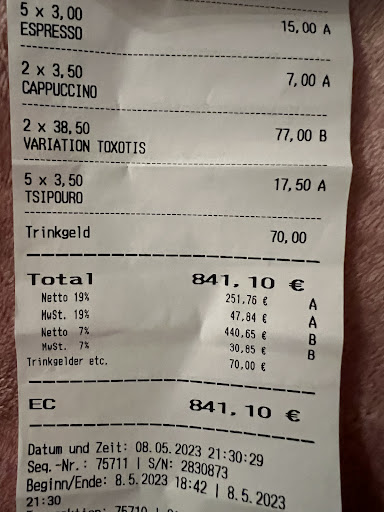 5 x 3,00
ESPRESSO 15,00 A
2 x 3,50
CAPPUCCINO 7,00 A
2 x 38,50
VARIATION TOXOTIS 77,00 B
5 x 3,50
TSIPOURO 17,50 A
Trinkgeld 70,00
Total 841,10 €
Netto 19% 251,76 € A
MwSt. 19% 47,84 € A
Netto 7% 440,65 € B
MwSt. 7% 30,85 € B
Trinkgelder etc. 70,00 €
EC 841,10 €
Datum und Zeit: 08.05.2023 21:30:29
Seq.-Nr.: 75711 | S/N: 2830873
Beginn/Ende: 8.5.2023 18:42 | 8.5.2023
21:30